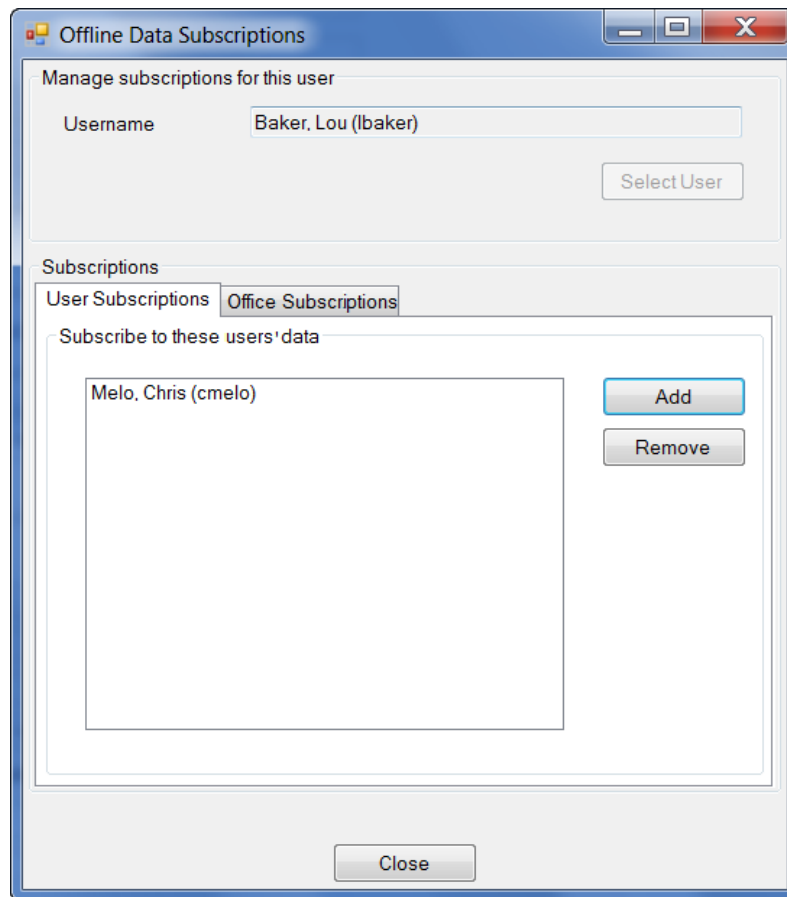 Offline Data Subscriptions
Manage subscriptions for this user
Username Baker, Lou (lbaker)
Select User
Subscriptions
User Subscriptions Office Subscriptions
Subscribe to these users' data
Melo, Chris (cmelo)
Add
Remove
Close